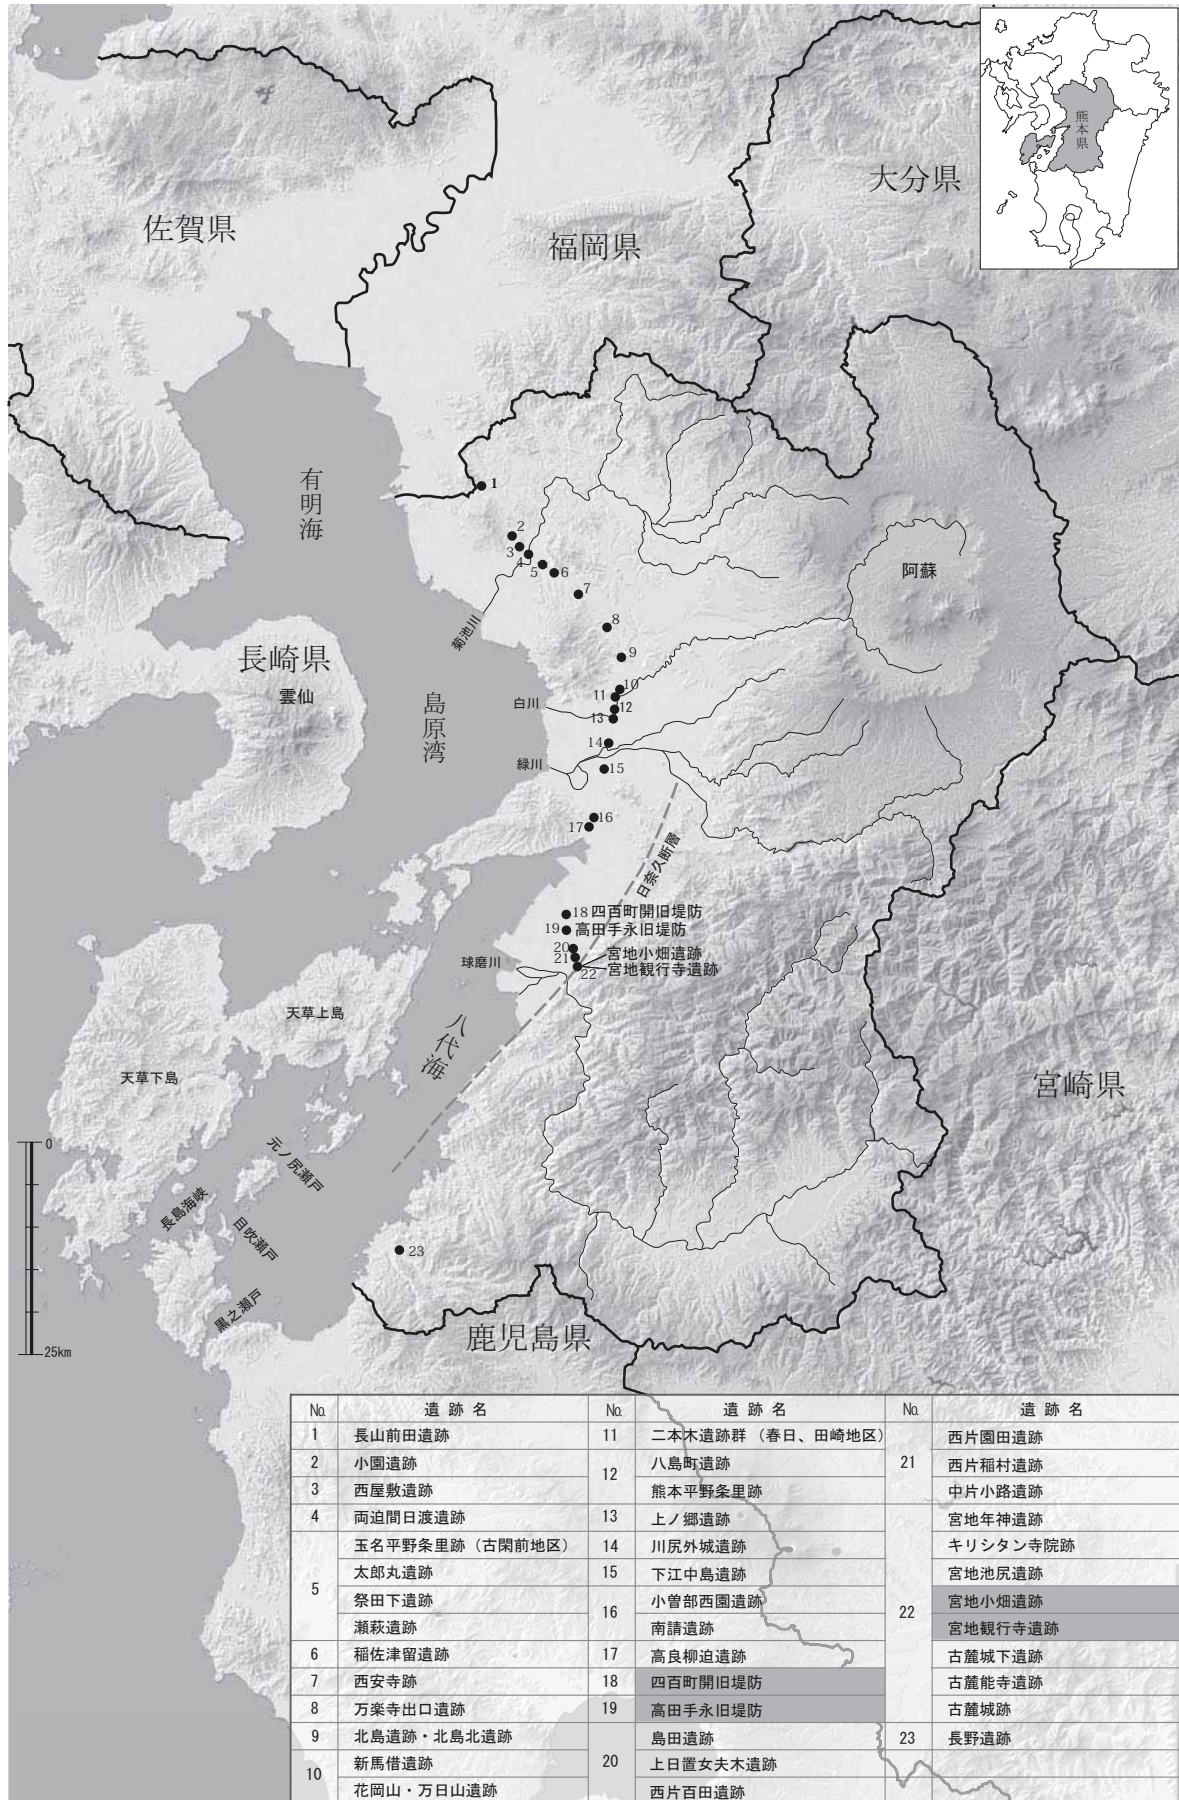 熊本県
大分県
佐賀県
福岡県
有明海
1
2
3
4
5
6
7
8
9
10
11
12
13
14
15
16
17
阿蘇
菊池川
長崎県
雲仙
島原湾
白川
緑川
日奈久断層
18 四百町開旧堤防
19 高田手永旧堤防
20
21
22
宮地小畑遺跡
宮地観行寺遺跡
球磨川
八代海
天草上島
天草下島
宮崎県
0
25km
元ノ尻瀬戸
長島海峡
目吹瀬戸
黒之瀬戸
23
鹿児島県
No. 遺跡名 No. 遺跡名 No. 遺跡名
1 長山前田遺跡
2 小園遺跡
3 西屋敷遺跡
4 両迫間日渡遺跡
5 玉名平野条里跡（古閑前地区）
太郎丸遺跡
祭田下遺跡
瀬萩遺跡
6 稲佐津留遺跡
7 西安寺跡
8 万楽寺出口遺跡
9 北島遺跡・北島北遺跡
10 新馬借遺跡
花岡山・万日山遺跡
11 二本木遺跡群（春日、田崎地区）
12 八島町遺跡
熊本平野条里跡
13 上ノ郷遺跡
14 川尻外城遺跡
15 下江中島遺跡
16 小曽部西園遺跡
南請遺跡
17 高良柳迫遺跡
18 四百町開旧堤防
19 高田手永旧堤防
20 島田遺跡
上日置女夫木遺跡
西片百田遺跡
21 西片園田遺跡
西片稲村遺跡
中片小路遺跡
22 宮地年神遺跡
キリシタン寺院跡
宮地池尻遺跡
宮地小畑遺跡
宮地観行寺遺跡
古麓城下遺跡
古麓能寺遺跡
古麓城跡
23 長野遺跡